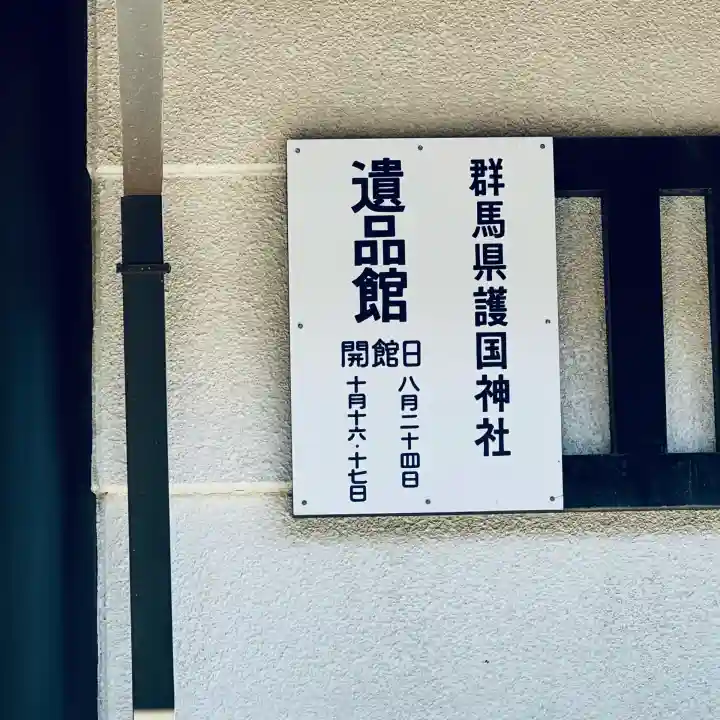 群馬県護国神社
遺品館
開館日
八月二十四日
十月十六・十七日